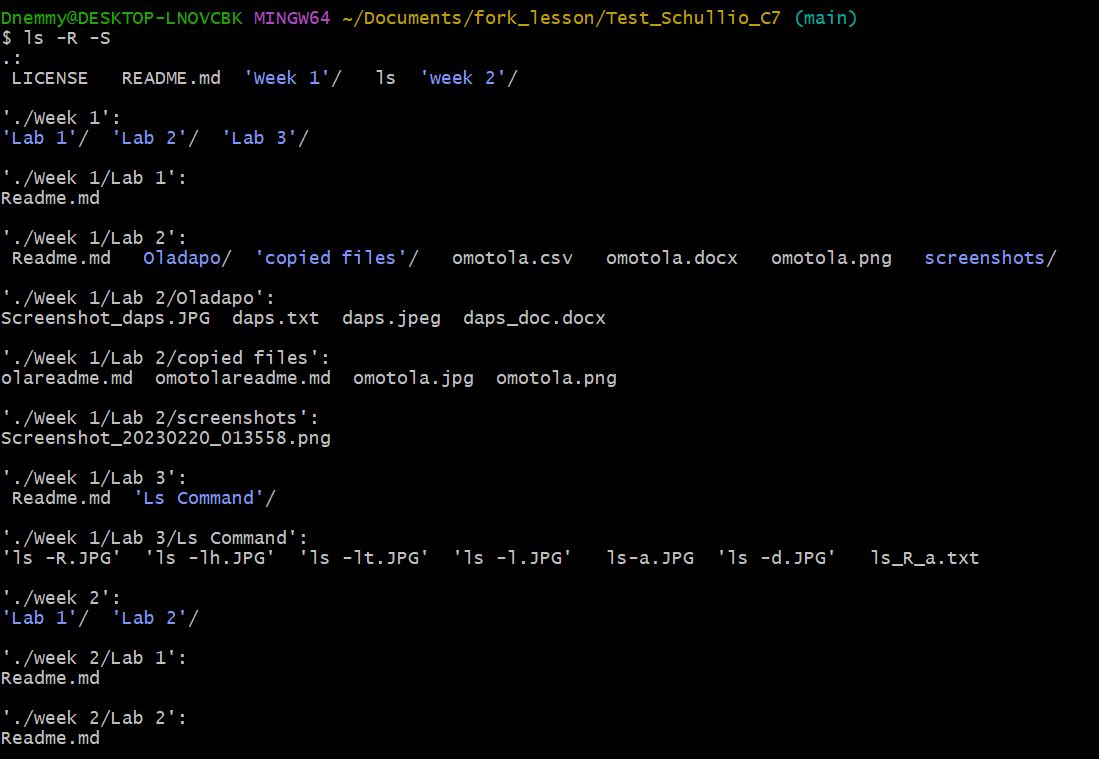 Dnemmy@DESKTOP-LNOVCBK MINGW64 ~/Documents/fork_lesson/Test_Schullio_C7 (main)
$ ls -R -S
.:
 LICENSE   README.md  'Week 1'/   ls  'week 2'/

'./Week 1':
'Lab 1'/  'Lab 2'/  'Lab 3'/

'./Week 1/Lab 1':
Readme.md

'./Week 1/Lab 2':
 Readme.md   Oladapo/  'copied files'/   omotola.csv   omotola.docx   omotola.png   screenshots/

'./Week 1/Lab 2/Oladapo':
Screenshot_daps.JPG  daps.txt  daps.jpeg  daps_doc.docx

'./Week 1/Lab 2/copied files':
olareadme.md  omotolareadme.md  omotola.jpg  omotola.png

'./Week 1/Lab 2/screenshots':
Screenshot_20230220_013558.png

'./Week 1/Lab 3':
 Readme.md  'Ls Command'/

'./Week 1/Lab 3/Ls Command':
'ls -R.JPG'  'ls -lh.JPG'  'ls -lt.JPG'  'ls -l.JPG'   ls-a.JPG  'ls -d.JPG'   ls_R_a.txt

'./week 2':
'Lab 1'/  'Lab 2'/

'./week 2/Lab 1':
Readme.md

'./week 2/Lab 2':
Readme.md